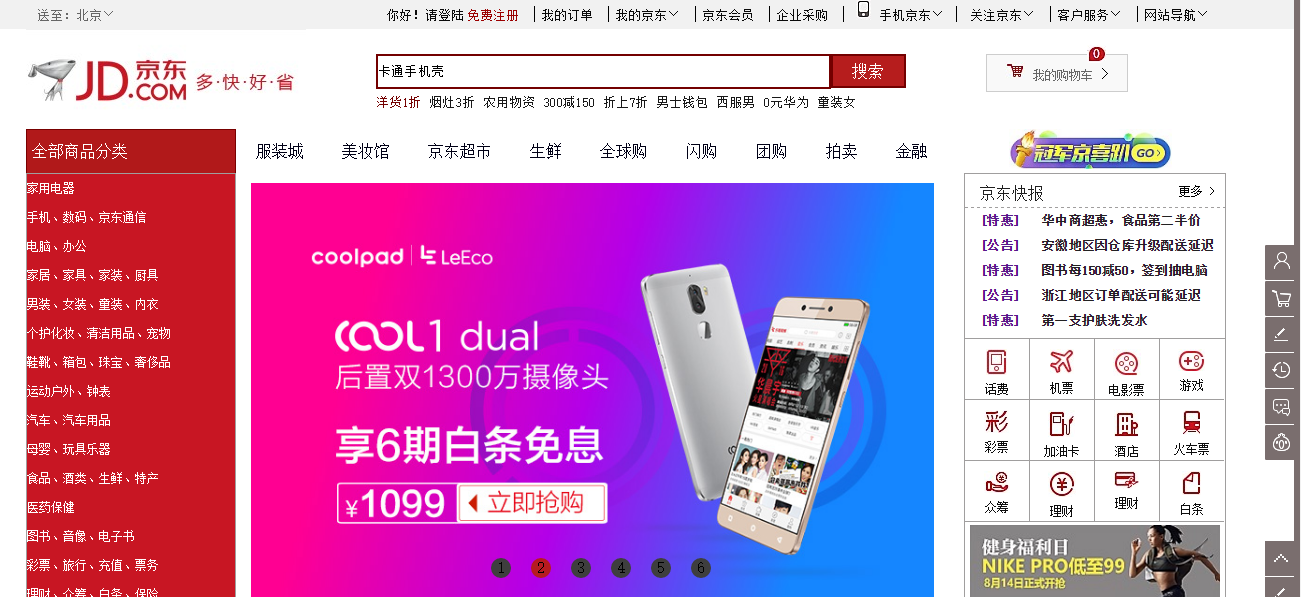 送至：北京
你好！请登陆 免费注册 我的订单 我的京东 京东会员 企业采购 手机京东 关注京东 客户服务 网站导航
JD.COM 京东
多·快·好·省
卡通手机壳
搜索
0
我的购物车
洋货1折 烟灶3折 农用物资 300减150 折上7折 男士钱包 西服男 0元华为 童装女
全部商品分类
服装城 美妆馆 京东超市 生鲜 全球购 闪购 团购 拍卖 金融
冠军京喜趴 GO
家用电器
手机、数码、京东通信
电脑、办公
家居、家具、家装、厨具
男装、女装、童装、内衣
个护化妆、清洁用品、宠物
鞋靴、箱包、珠宝、奢侈品
运动户外、钟表
汽车、汽车用品
母婴、玩具乐器
食品、酒类、生鲜、特产
医药保健
图书、音像、电子书
彩票、旅行、充值、票务
理财、众筹、白条、保险
coolpad LeEco
COOL1 dual
后置双1300万摄像头
享6期白条免息
¥1099 立即抢购
1 2 3 4 5 6
京东快报 更多
[特惠] 华中商超惠，食品第二半价
[公告] 安徽地区因仓库升级配送延迟
[特惠] 图书每150减50，签到抽电脑
[公告] 浙江地区订单配送可能延迟
[特惠] 第一支护肤洗发水
话费 机票 电影票 游戏
彩
彩票 加油卡 酒店 火车票
众筹 理财 理财 白条
健身福利日
NIKE PRO低至99
8月14日正式开抢